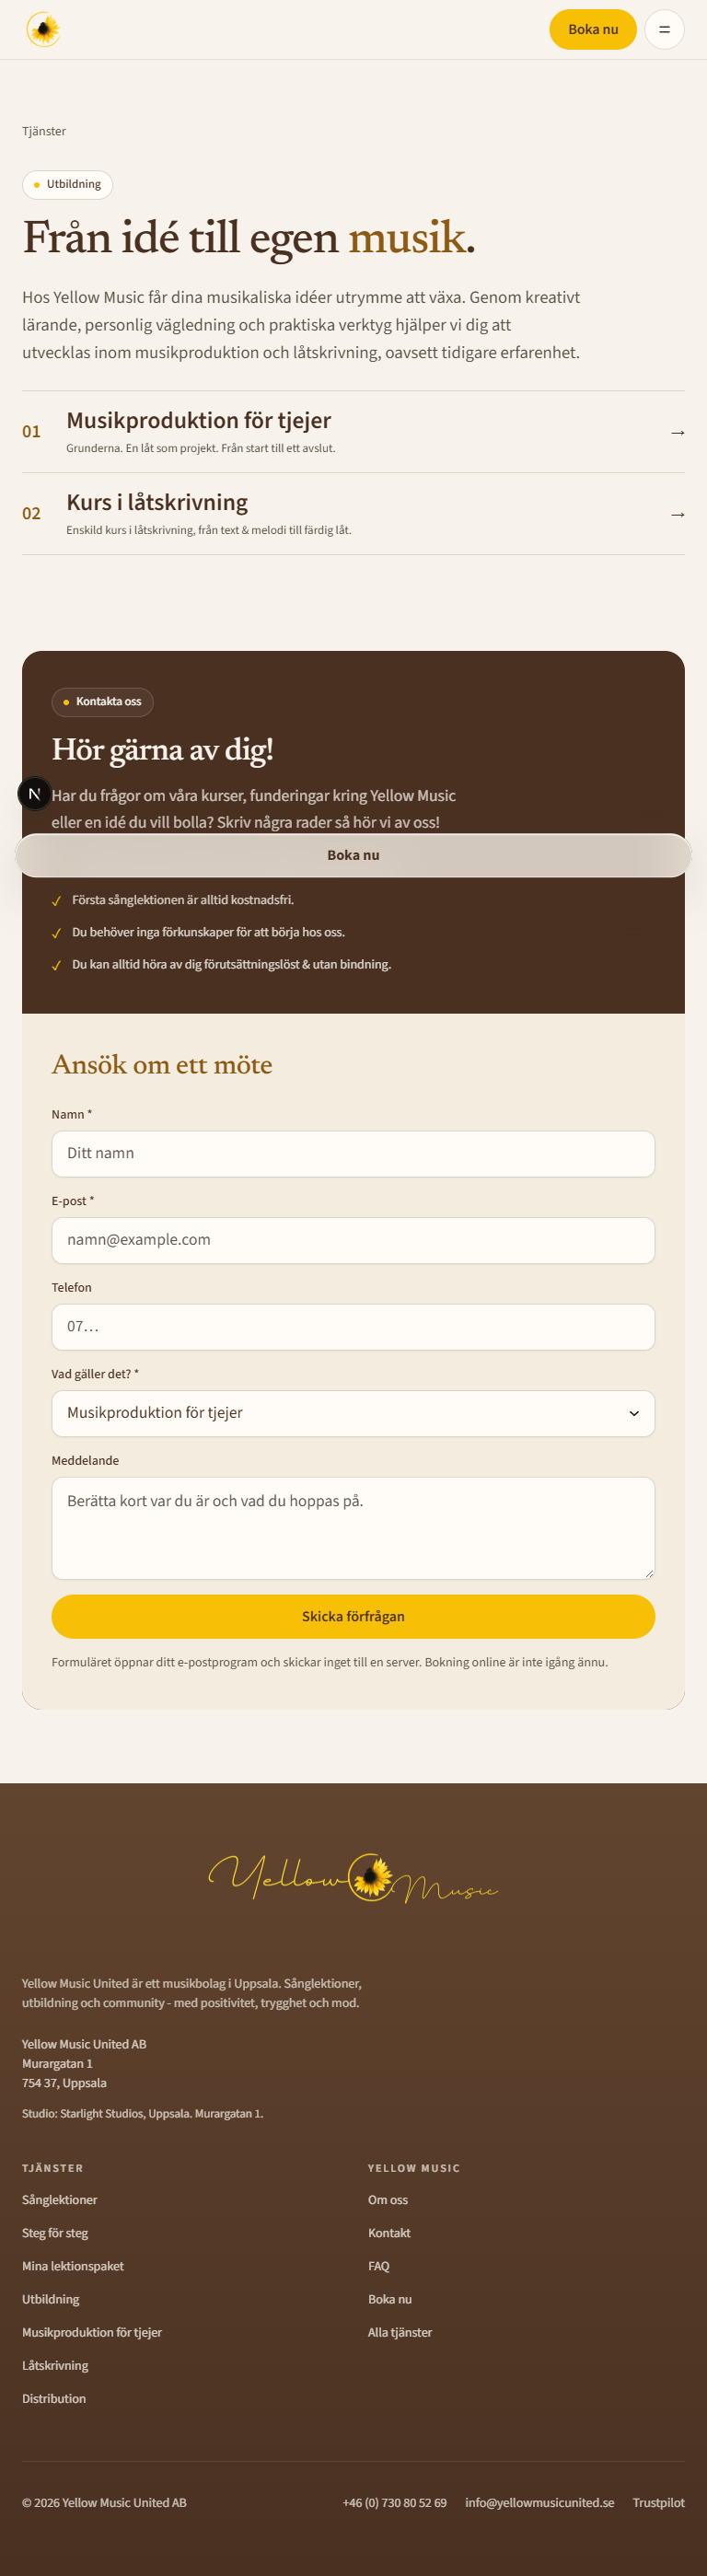 Boka nu
Tjänster
Utbildning
Från idé till egen musik.
Hos Yellow Music får dina musikaliska idéer utrymme att växa. Genom kreativt
lärande, personlig vägledning och praktiska verktyg hjälper vi dig att
utvecklas inom musikproduktion och låtskrivning, oavsett tidigare erfarenhet.
01
Musikproduktion för tjejer
→
Grunderna. En låt som projekt. Från start till ett avslut.
02
Kurs i låtskrivning
→
Enskild kurs i låtskrivning, från text & melodi till färdig låt.
Kontakta oss
Hör gärna av dig!
N
Har du frågor om våra kurser, funderingar kring Yellow Music
eller en idé du vill bolla? Skriv några rader så hör vi av oss!
Boka nu
✓ Första sånglektionen är alltid kostnadsfri.
✓ Du behöver inga förkunskaper för att börja hos oss.
✓ Du kan alltid höra av dig förutsättningslöst & utan bindning.
Ansök om ett möte
Namn *
Ditt namn
E-post *
namn@example.com
Telefon
07…
Vad gäller det? *
Musikproduktion för tjejer
Meddelande
Berätta kort var du är och vad du hoppas på.
Skicka förfrågan
Formuläret öppnar ditt e-postprogram och skickar inget till en server. Bokning online är inte igång ännu.
Yellow Music
Yellow Music United är ett musikbolag i Uppsala. Sånglektioner,
utbildning och community - med positivitet, trygghet och mod.
Yellow Music United AB
Murargatan 1
754 37, Uppsala
Studio: Starlight Studios, Uppsala. Murargatan 1.
TJÄNSTER
Sånglektioner
Steg för steg
Mina lektionspaket
Utbildning
Musikproduktion för tjejer
Låtskrivning
Distribution
YELLOW MUSIC
Om oss
Kontakt
FAQ
Boka nu
Alla tjänster
© 2026 Yellow Music United AB
+46 (0) 730 80 52 69
info@yellowmusicunited.se
Trustpilot